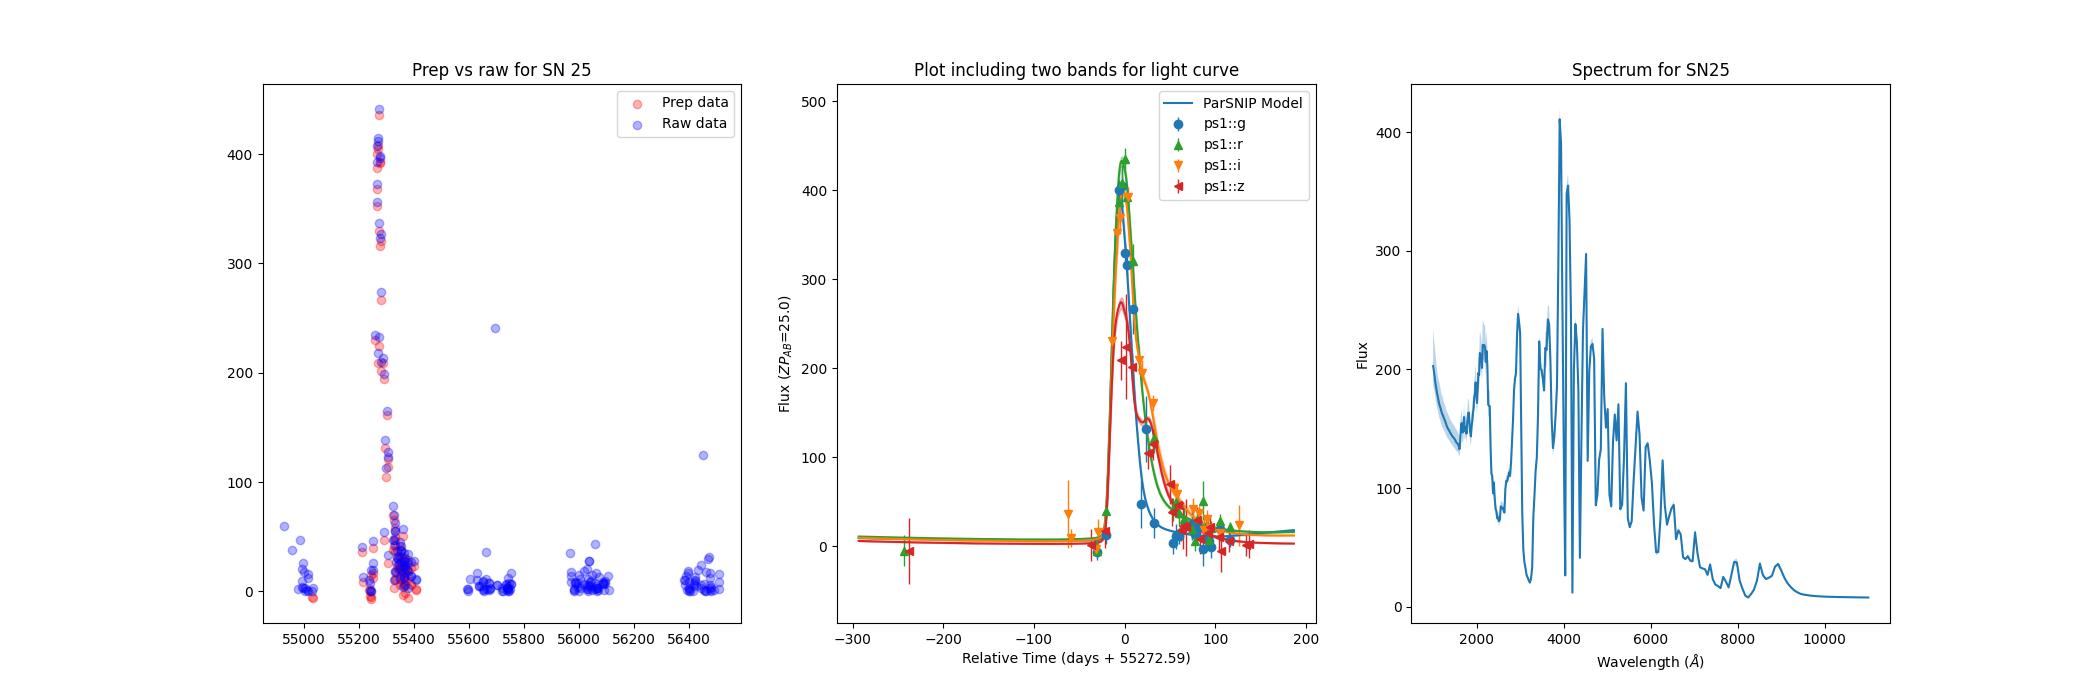 Prep vs raw for SN 25
Prep data
Raw data
400
300
200
100
0
55000 55200 55400 55600 55800 56000 56200 56400
Plot including two bands for light curve
ParSNIP Model
ps1::g
ps1::r
ps1::i
ps1::z
Flux (ZP_AB=25.0)
500
400
300
200
100
0
−300 −200 −100 0 100 200
Relative Time (days + 55272.59)
Spectrum for SN25
Flux
400
300
200
100
0
2000 4000 6000 8000 10000
Wavelength (Å)